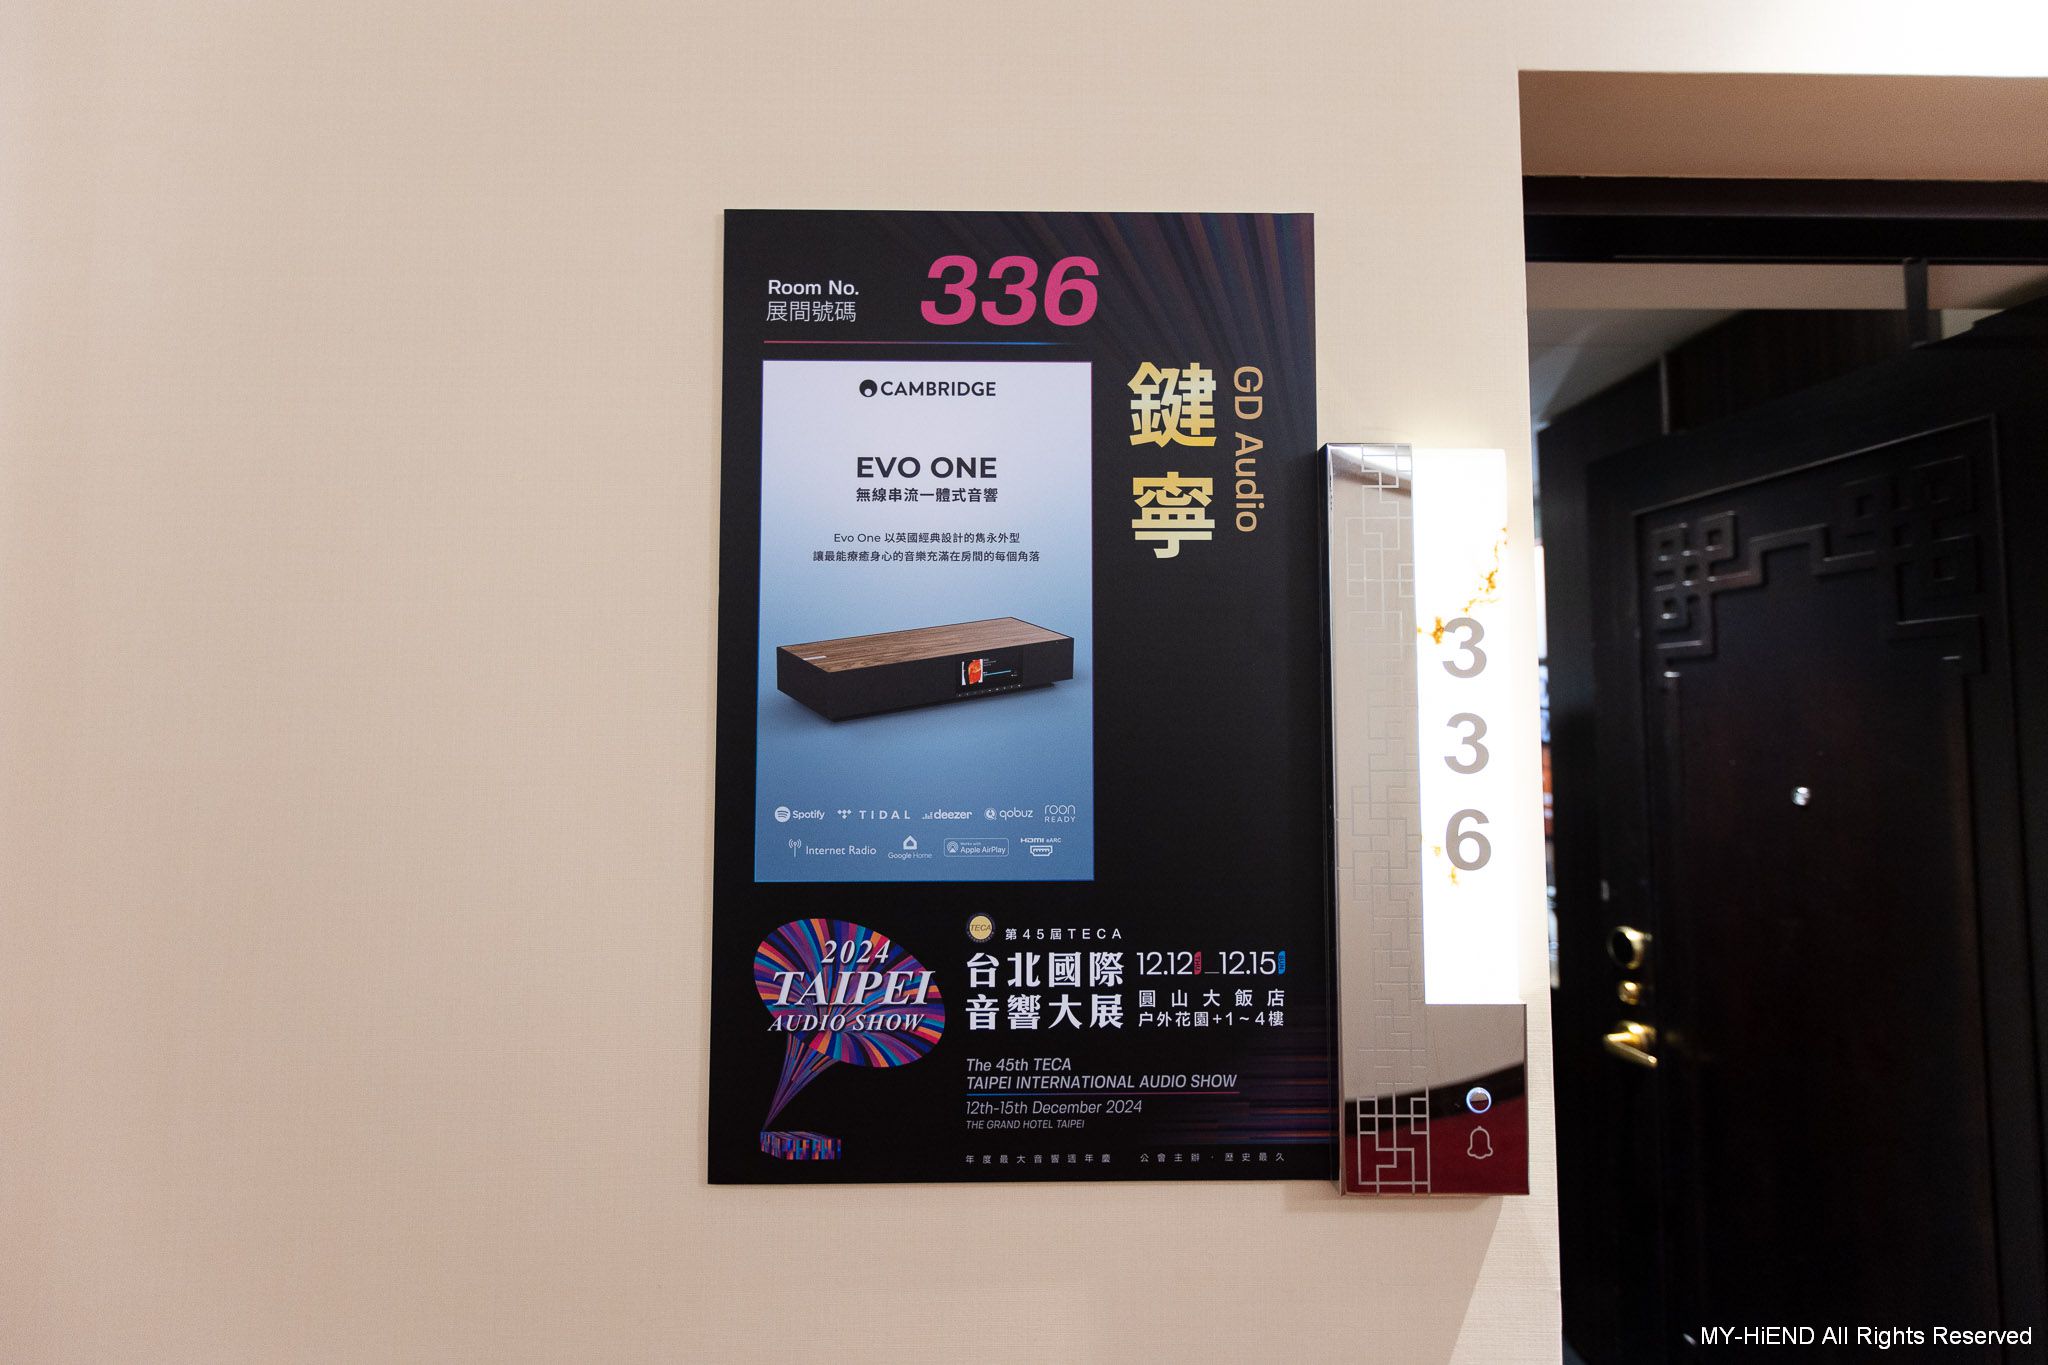 Room No.
展間號碼
336
CAMBRIDGE
EVO ONE
無線串流一體式音響
Evo One 以英國經典設計的雋永外型
讓最能療癒身心的音樂充滿在房間的每個角落
Spotify TIDAL deezer qobuz roon READY
Internet Radio Google Home Works with Apple AirPlay HDMI eARC
鍵寧
GD Audio
2024
TAIPEI
AUDIO SHOW
TECA
第45屆TECA
台北國際
音響大展
12.12 THU. _12.15 SUN.
圓山大飯店
户外花園+1~4樓
The 45th TECA
TAIPEI INTERNATIONAL AUDIO SHOW
12th-15th December 2024
THE GRAND HOTEL TAIPEI
年度最大音響週年慶 公會主辦·歷史最久
3
3
6
MY-HiEND All Rights Reserved